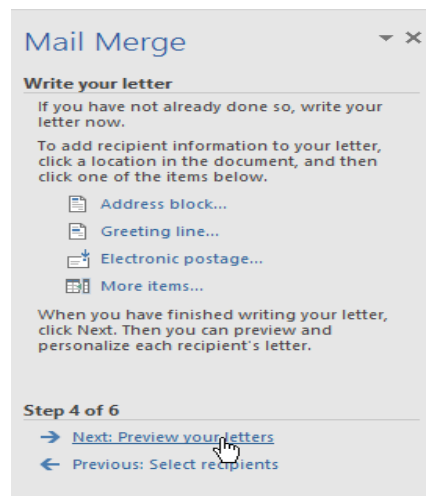 Mail Merge
Write your letter
If you have not already done so, write your
letter now.
To add recipient information to your letter,
click a location in the document, and then
click one of the items below.
Address block...
Greeting line...
Electronic postage...
More items...
When you have finished writing your letter,
click Next. Then you can preview and
personalize each recipient's letter.
Step 4 of 6
Next: Preview your letters
Previous: Select recipients